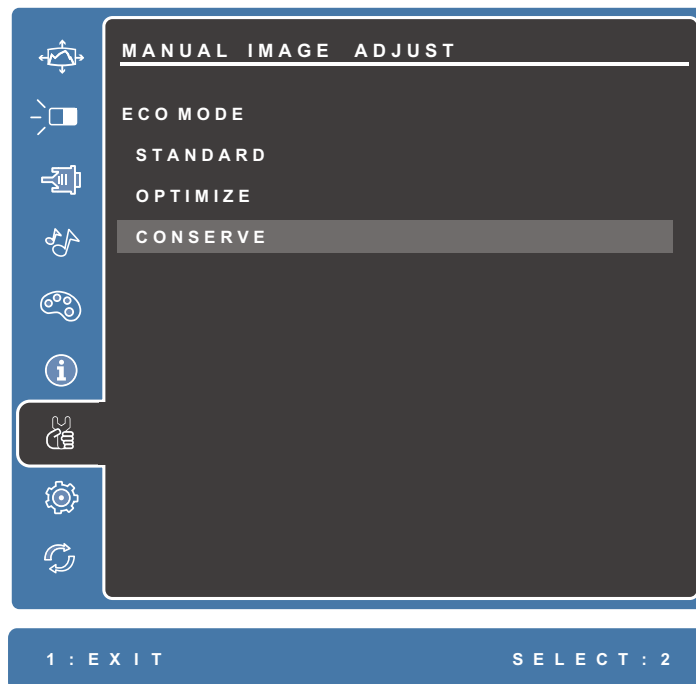 MANUAL IMAGE ADJUST
ECO MODE
STANDARD
OPTIMIZE
CONSERVE
1:EXIT SELECT:2